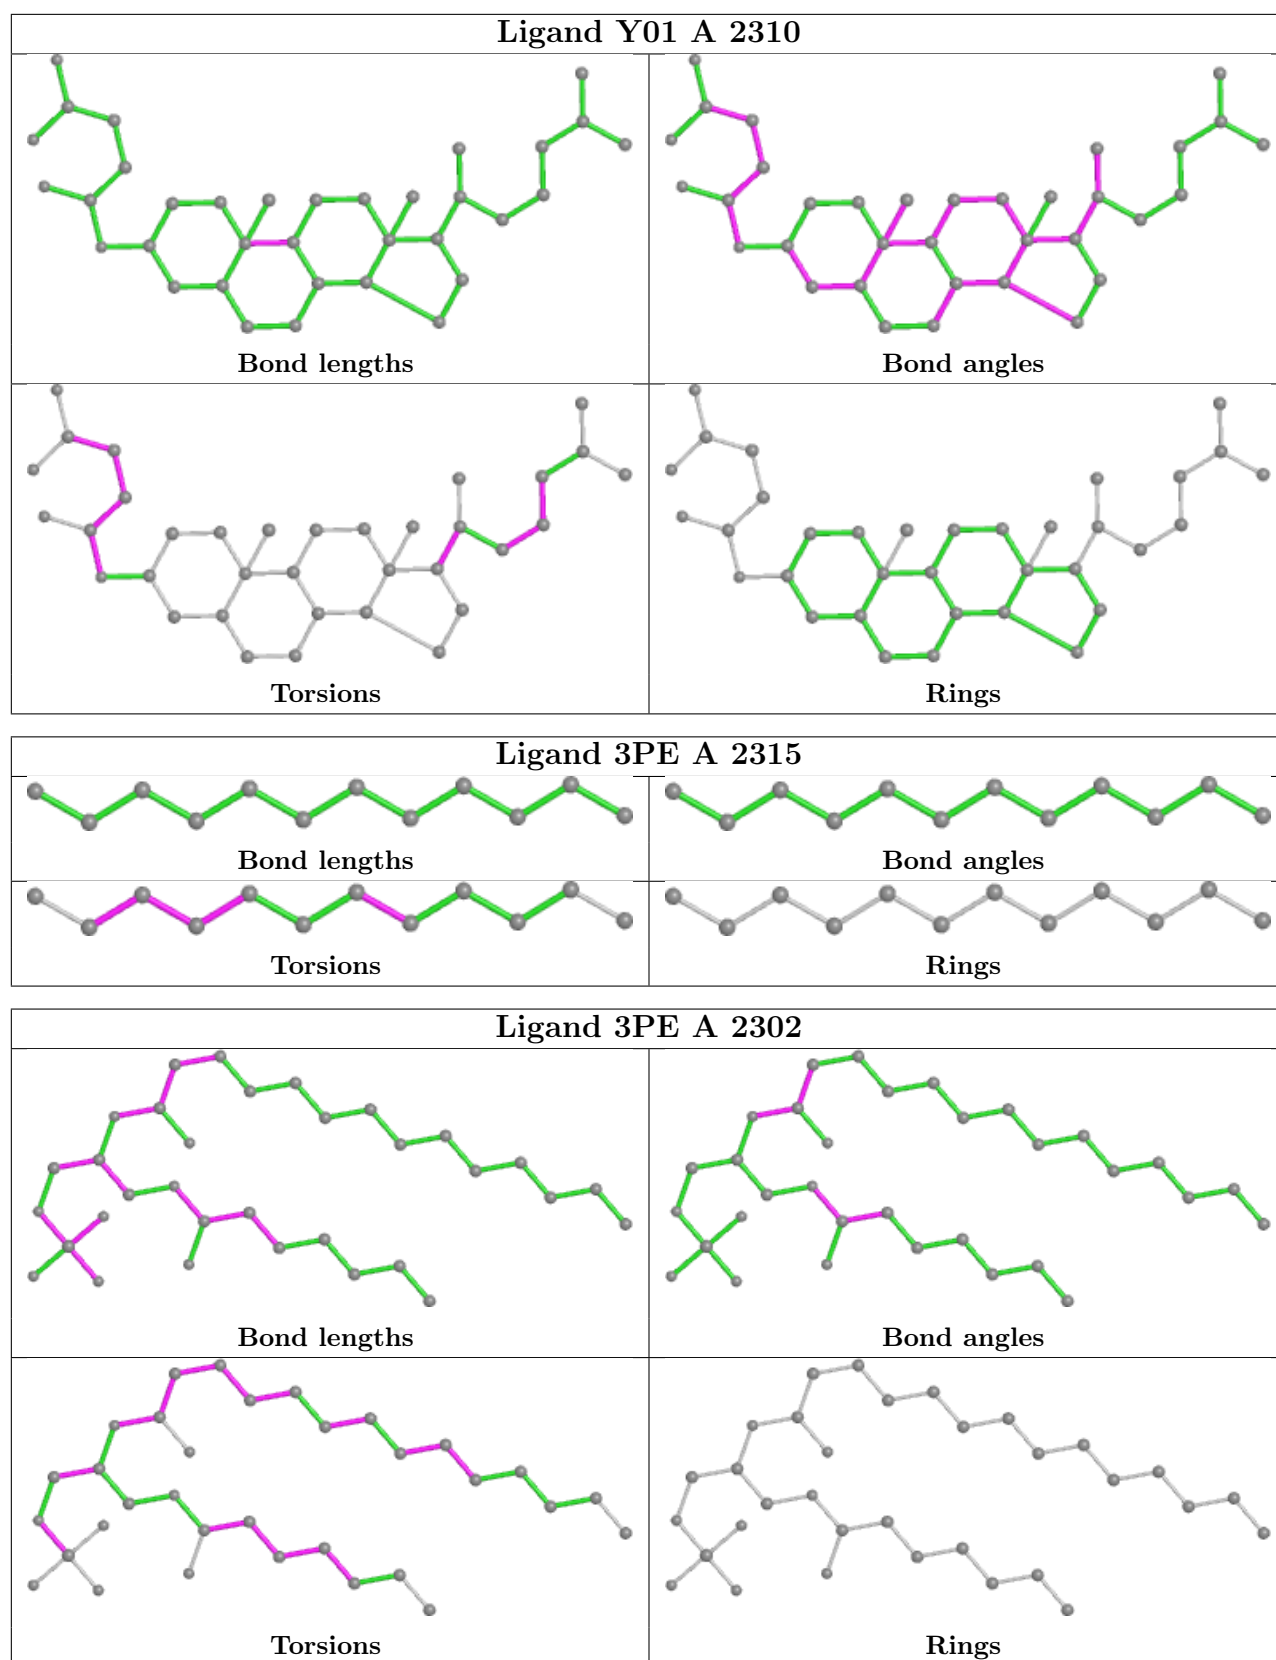 Ligand Y01 A 2310
Bond lengths
Bond angles
Torsions
Rings
Ligand 3PE A 2315
Bond lengths
Bond angles
Torsions
Rings
Ligand 3PE A 2302
Bond lengths
Bond angles
Torsions
Rings